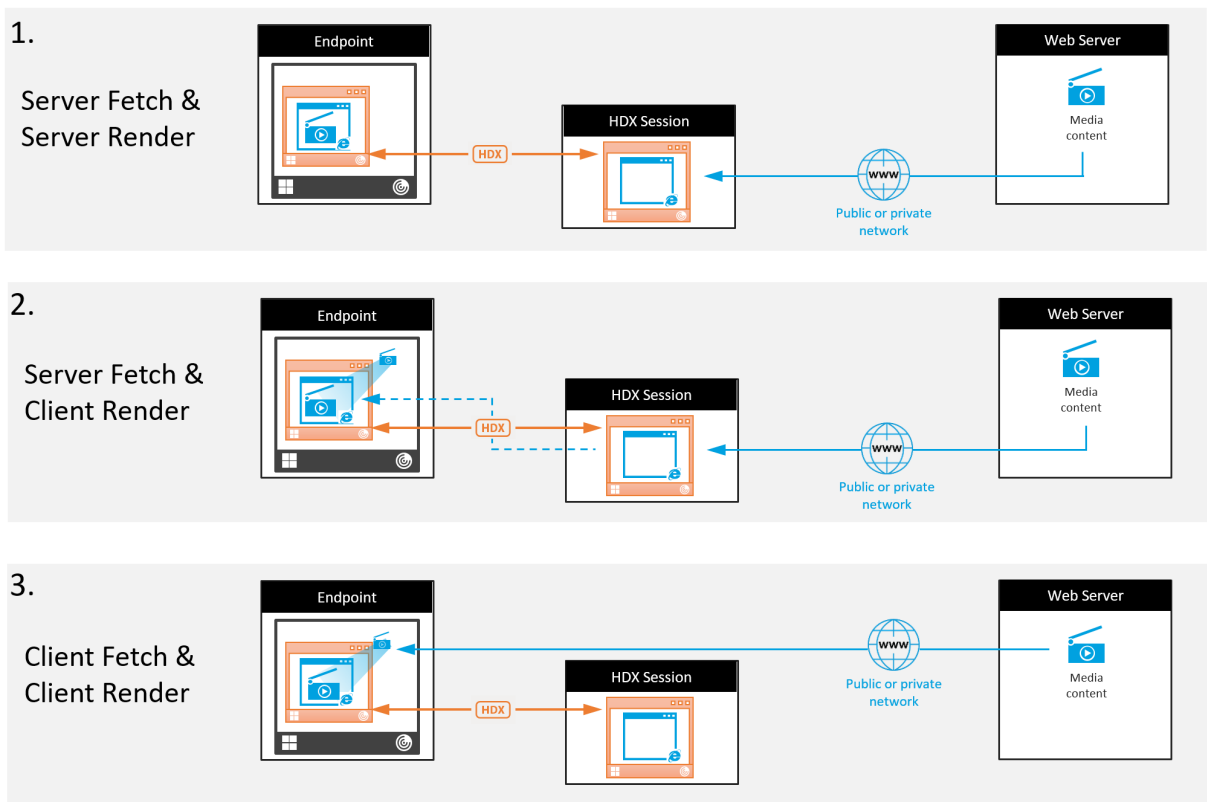 1.
Server Fetch &
Server Render
Endpoint
HDX
HDX Session
www
Public or private
network
Web Server
Media
content
2.
Server Fetch &
Client Render
Endpoint
HDX
HDX Session
www
Public or private
network
Web Server
Media
content
3.
Client Fetch &
Client Render
Endpoint
HDX
HDX Session
www
Public or private
network
Web Server
Media
content